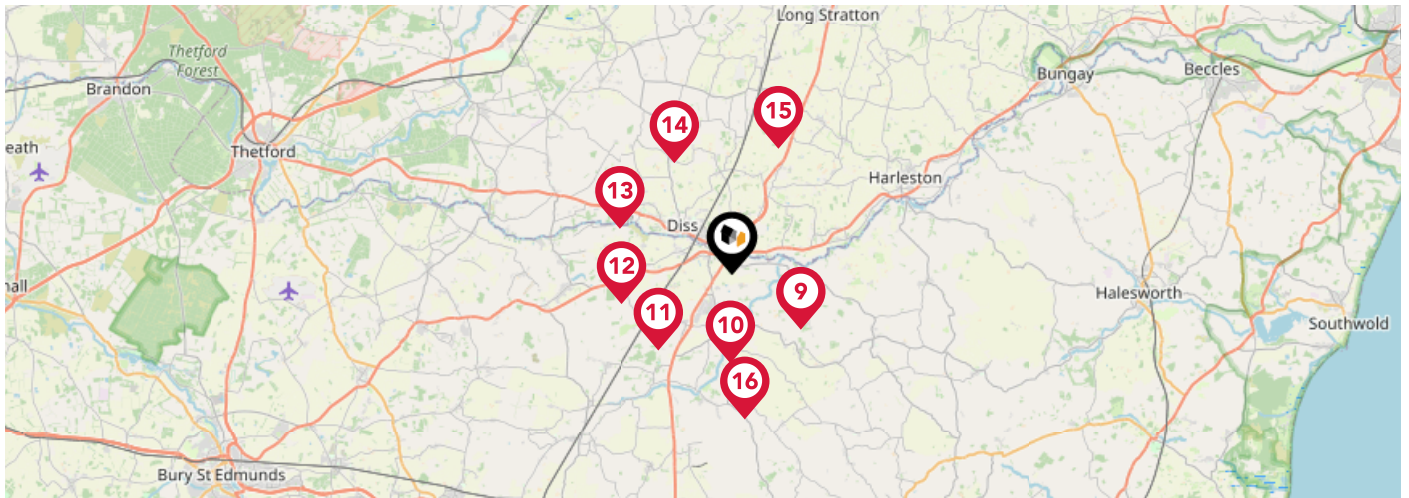 Long Stratton
Thetford
Forest
Bungay
Beccles
Brandon
15
14
eath
Thetford
Harleston
13
Diss
12
9
hall
Halesworth
11
10
Southwold
16
Bury St Edmunds